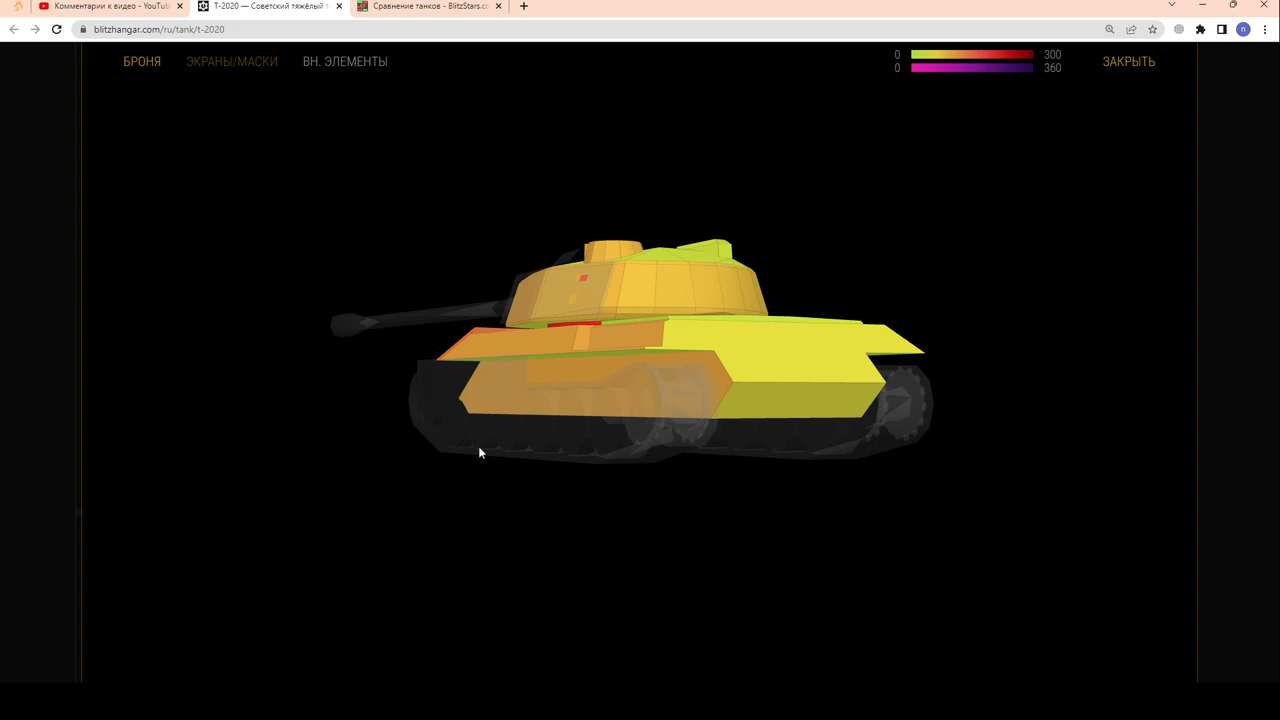 Комментарии к видео - YouTub
T-2020 — Советский тяжёлый т
Сравнение танков - BlitzStars.co
blitzhangar.com/ru/tank/t-2020
n
БРОНЯ ЭКРАНЫ/МАСКИ ВН. ЭЛЕМЕНТЫ 0 300 ЗАКРЫТЬ
0 360